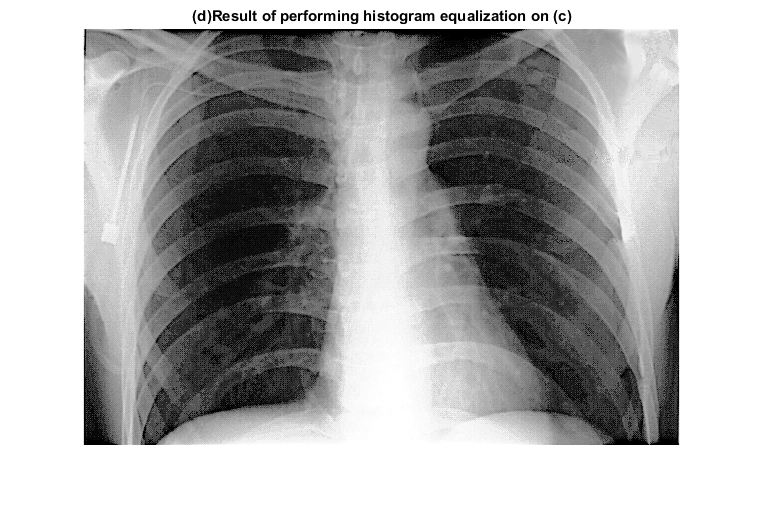 (d)Result of performing histogram equalization on (c)